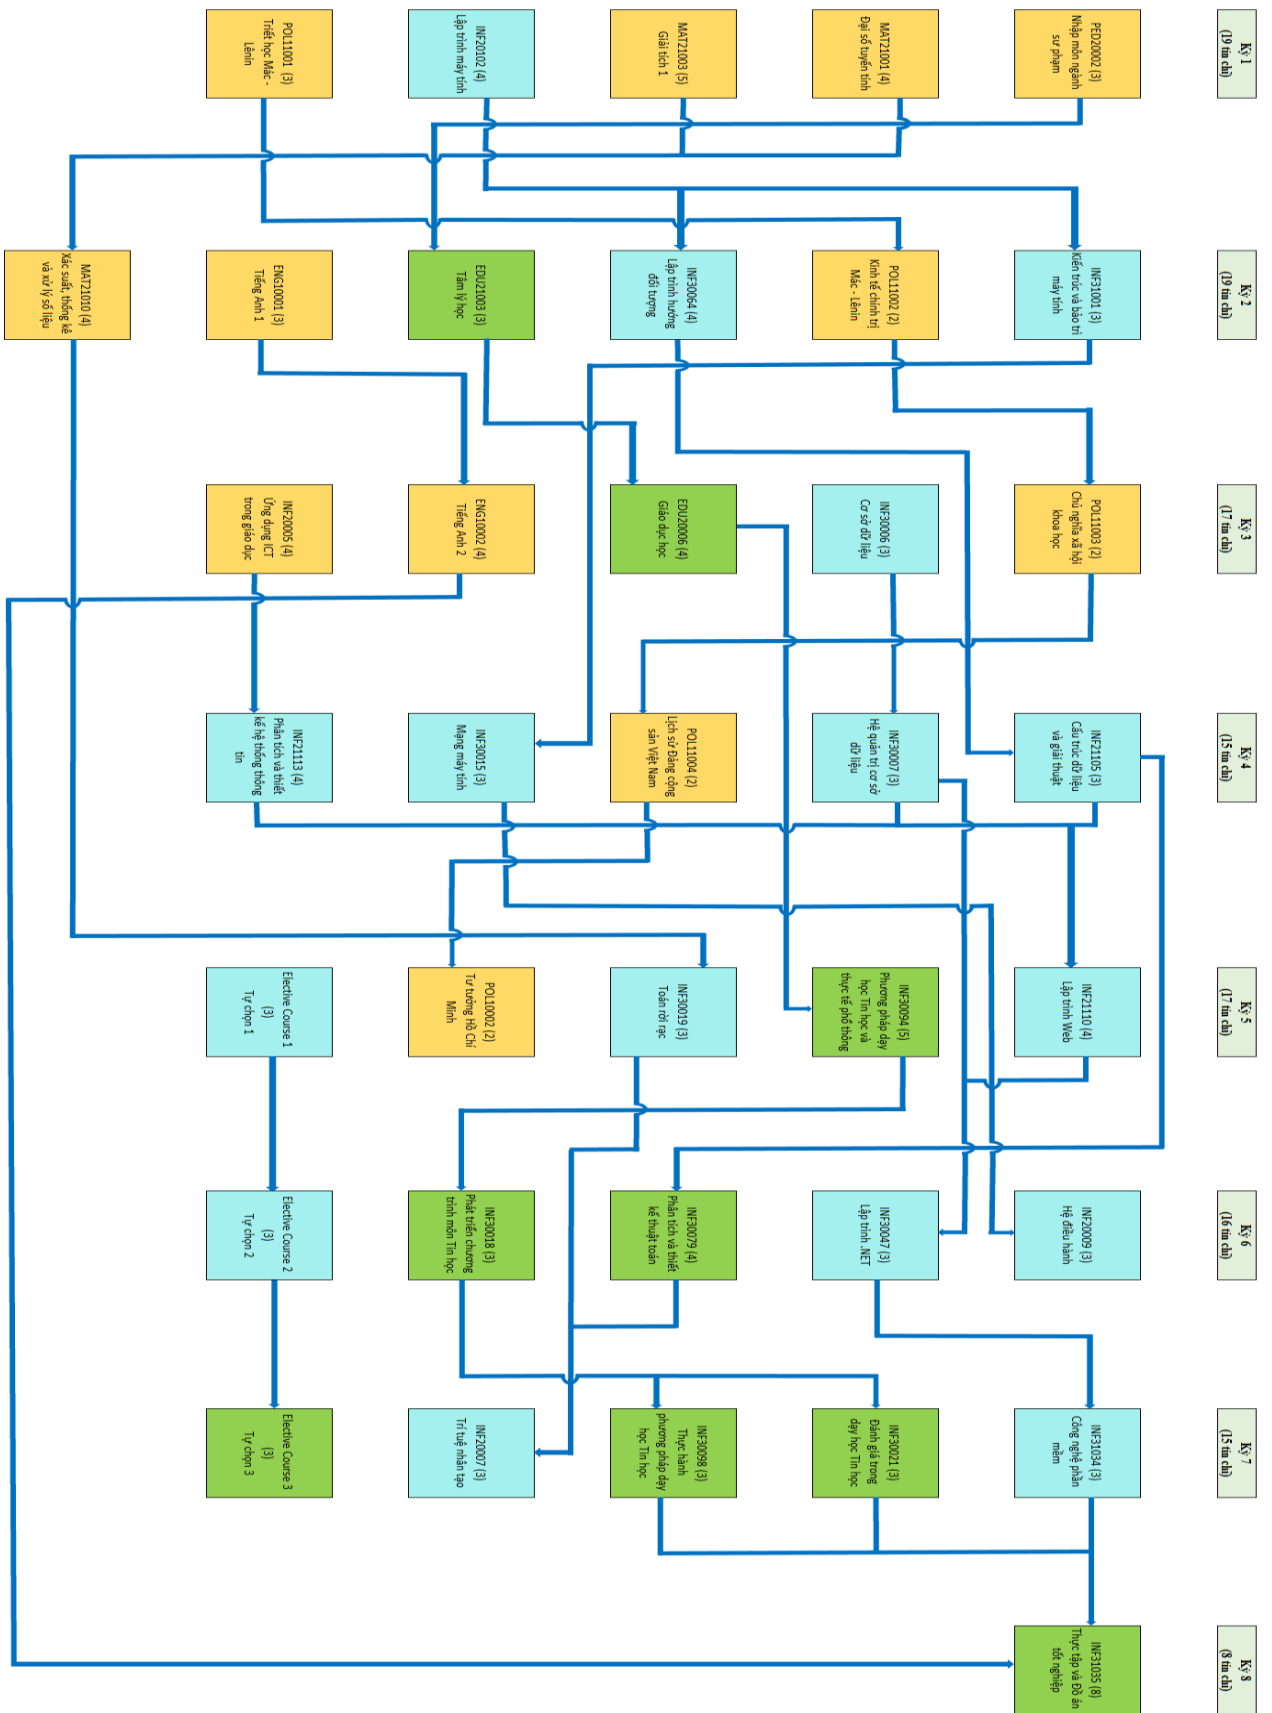 Kỳ 1
(19 tín chỉ)
PED20002 (3)
Nhập môn ngành
sư phạm
MAT21001 (4)
Đại số tuyến tính
MAT21003 (5)
Giải tích 1
INF20102 (4)
Lập trình máy tính
POL11001 (3)
Triết học Mác -
Lênin
Kỳ 2
(19 tín chỉ)
INF31001 (3)
Kiến trúc và bảo trì
máy tính
POL11002 (2)
Kinh tế chính trị
Mác - Lênin
INF30064 (4)
Lập trình hướng
đối tượng
EDU21003 (3)
Tâm lý học
ENG10001 (3)
Tiếng Anh 1
MAT21010 (4)
Xác suất, thống kê
và xử lý số liệu
Kỳ 3
(17 tín chỉ)
POL11003 (2)
Chủ nghĩa xã hội
khoa học
INF30006 (3)
Cơ sở dữ liệu
EDU20006 (4)
Giáo dục học
ENG10002 (4)
Tiếng Anh 2
INF20005 (4)
Ứng dụng ICT
trong giáo dục
Kỳ 4
(15 tín chỉ)
INF21105 (3)
Cấu trúc dữ liệu
và giải thuật
INF30007 (3)
Hệ quản trị cơ sở
dữ liệu
POL11004 (2)
Lịch sử Đảng cộng
sản Việt Nam
INF30015 (3)
Mạng máy tính
INF21113 (4)
Phân tích và thiết
kế hệ thống thông
tin
Kỳ 5
(17 tín chỉ)
INF21110 (4)
Lập trình Web
INF30094 (5)
Phương pháp dạy
học Tin học và
thực tế phổ thông
INF30019 (3)
Toán rời rạc
POL10002 (2)
Tư tưởng Hồ Chí
Minh
Elective Course 1
(3)
Tự chọn 1
Kỳ 6
(16 tín chỉ)
INF20009 (3)
Hệ điều hành
INF30047 (3)
Lập trình .NET
INF30079 (4)
Phân tích và thiết
kế thuật toán
INF30018 (3)
Phát triển chương
trình môn Tin học
Elective Course 2
(3)
Tự chọn 2
Kỳ 7
(15 tín chỉ)
INF31034 (3)
Công nghệ phần
mềm
INF30021 (3)
Đánh giá trong
dạy học Tin học
INF30098 (3)
Thực hành
phương pháp dạy
học Tin học
INF20007 (3)
Trí tuệ nhân tạo
Elective Course 3
(3)
Tự chọn 3
Kỳ 8
(8 tín chỉ)
INF31035 (8)
Thực tập và Đồ án
tốt nghiệp